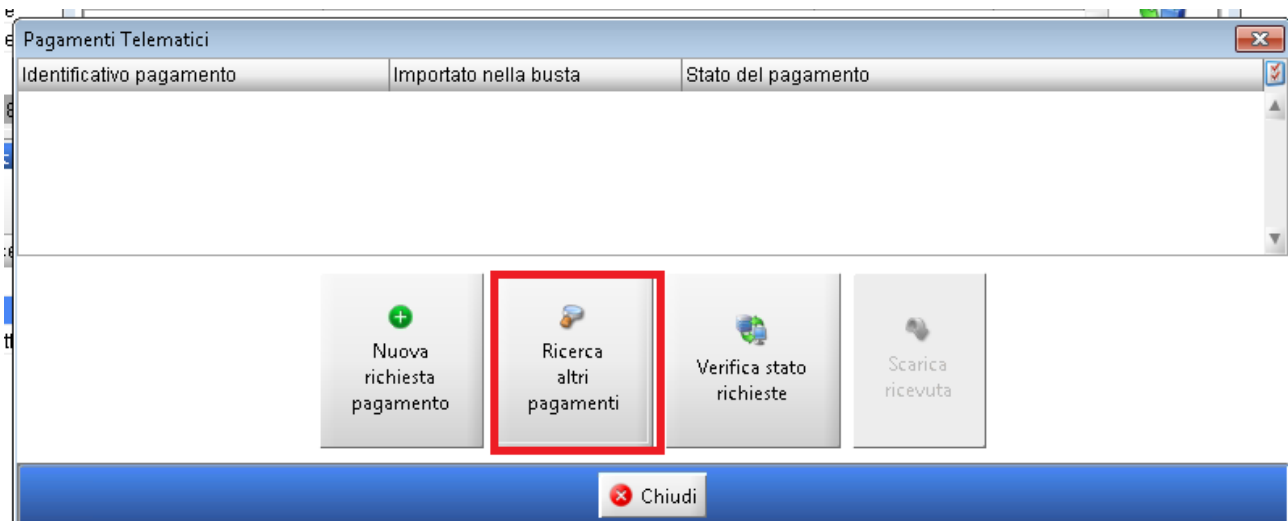 Pagamenti Telematici
Identificativo pagamento Importato nella busta Stato del pagamento
Nuova
richiesta
pagamento
Ricerca
altri
pagamenti
Verifica stato
richieste
Scarica
ricevuta
Chiudi